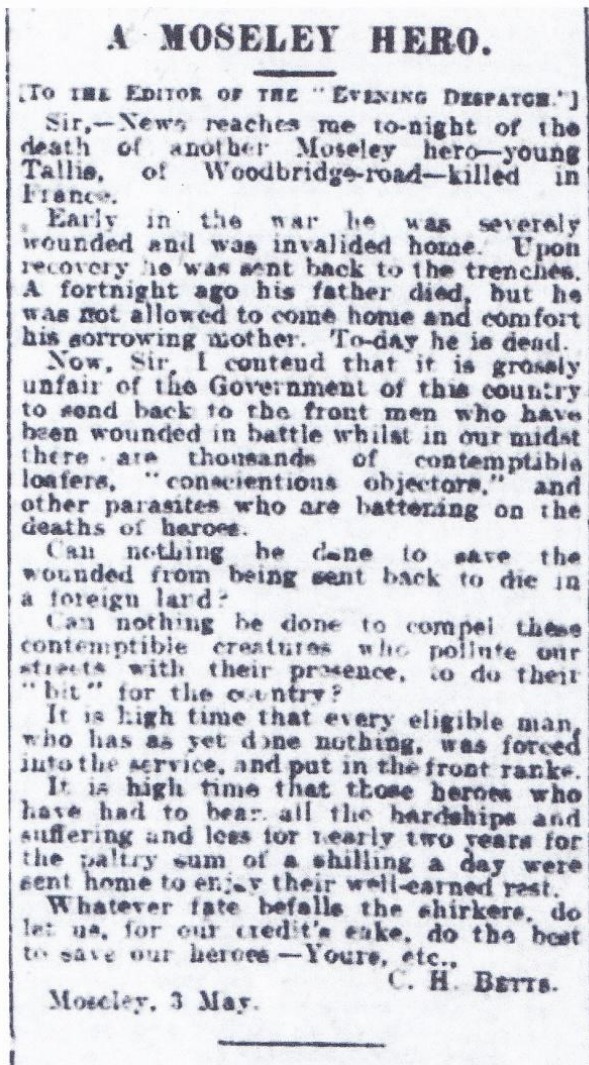 A MOSELEY HERO.
[TO THE EDITOR OF THE "EVENING DESPATCH."]
Sir,—News reaches me to-night of the
death of another Moseley hero—young
Tallis, of Woodbridge-road—killed in
France.
Early in the war he was severely
wounded and was invalided home. Upon
recovery he was sent back to the trenches.
A fortnight ago his father died, but he
was not allowed to come home and comfort
his sorrowing mother. To-day he is dead.
Now, Sir, I contend that it is grossly
unfair of the Government of this country
to send back to the front men who have
been wounded in battle whilst in our midst
there are thousands of contemptible
loafers, "conscientious objectors," and
other parasites who are battening on the
deaths of heroes.
Can nothing be done to save the
wounded from being sent back to die in
a foreign land?
Can nothing be done to compel these
contemptible creatures who pollute our
streets with their presence, to do their
"bit" for the country?
It is high time that every eligible man,
who has as yet done nothing, was forced
into the service, and put in the front ranks.
It is high time that those heroes who
have had to bear all the hardships and
suffering and loss for nearly two years for
the paltry sum of a shilling a day were
sent home to enjoy their well-earned rest.
Whatever fate befalls the shirkers, do
let us, for our credit's sake, do the best
to save our heroes—Yours, etc.,
C. H. BETTS.
Moseley, 3 May.